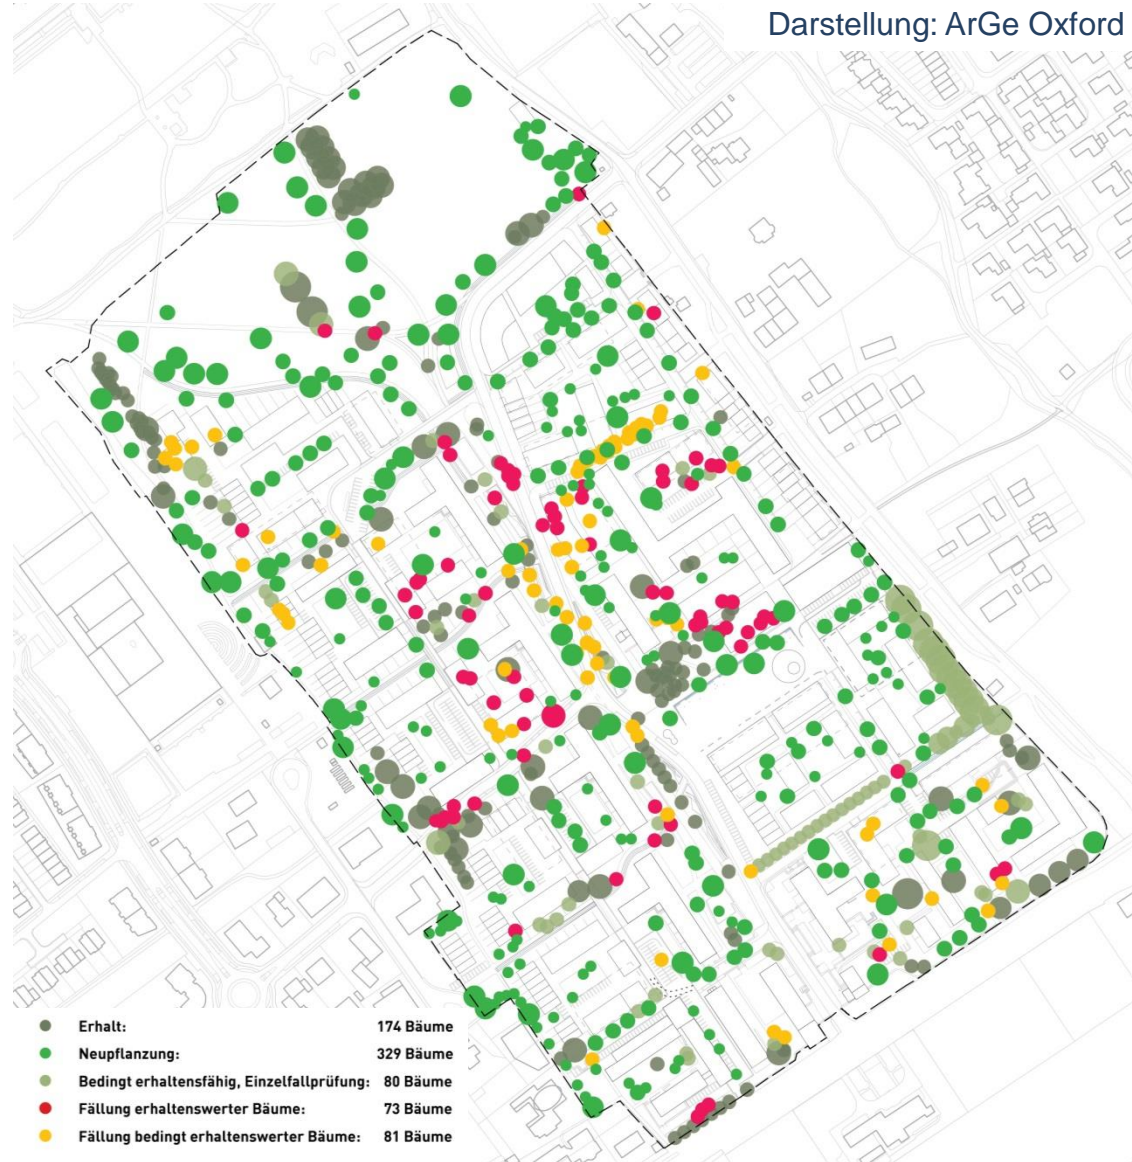 Darstellung: ArGe Oxford
Erhalt: 174 Bäume
Neupflanzung: 329 Bäume
Bedingt erhaltensfähig, Einzelfallprüfung: 80 Bäume
Fällung erhaltenswerter Bäume: 73 Bäume
Fällung bedingt erhaltenswerter Bäume: 81 Bäume